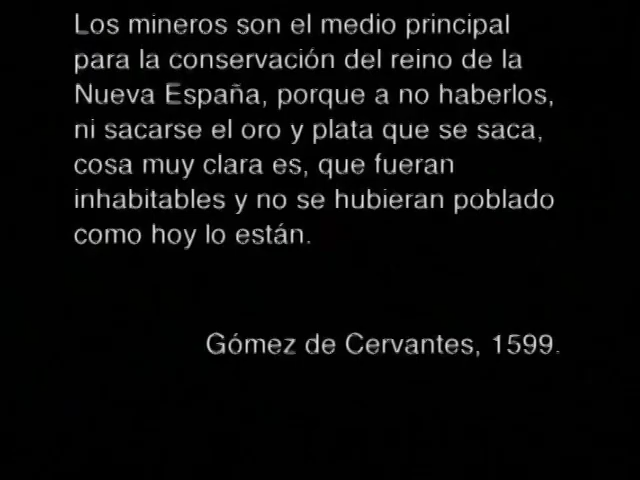 Los mineros son el medio principal
para la conservación del reino de la
Nueva España, porque a no haberlos,
ni sacarse el oro y plata que se saca,
cosa muy clara es, que fueran
inhabitables y no se hubieran poblado
como hoy lo están.
Gómez de Cervantes, 1599.